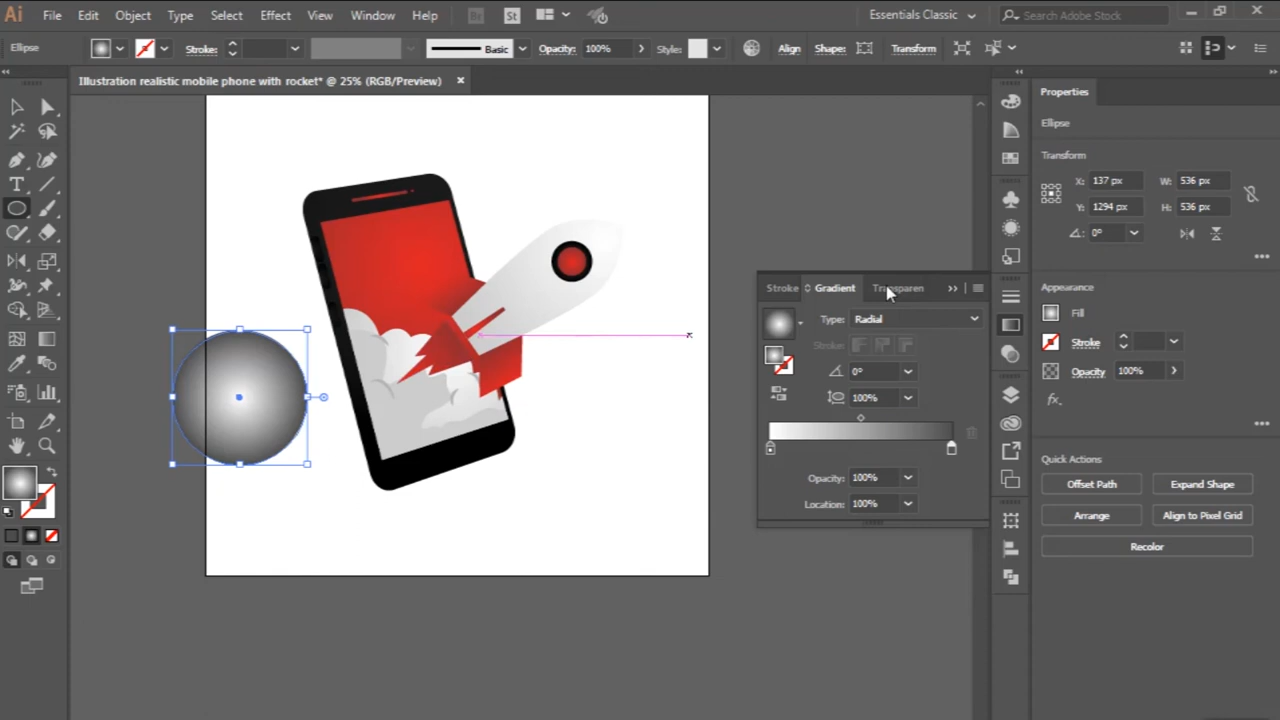 Ai File Edit Object Type Select Effect View Window Help Br St Essentials Classic Search Adobe Stock
Ellipse Stroke: Basic Opacity: 100% Style: Align Shape: Transform
Illustration realistic mobile phone with rocket* @ 25% (RGB/Preview)
Properties
Ellipse
Transform
X: 137 px W: 536 px
Y: 1294 px H: 536 px
0°
Appearance
Fill
Stroke
Opacity 100%
fx.
Quick Actions
Offset Path Expand Shape
Arrange Align to Pixel Grid
Recolor
Stroke Gradient Transparen
Type: Radial
Stroke:
0°
100%
Opacity: 100%
Location: 100%